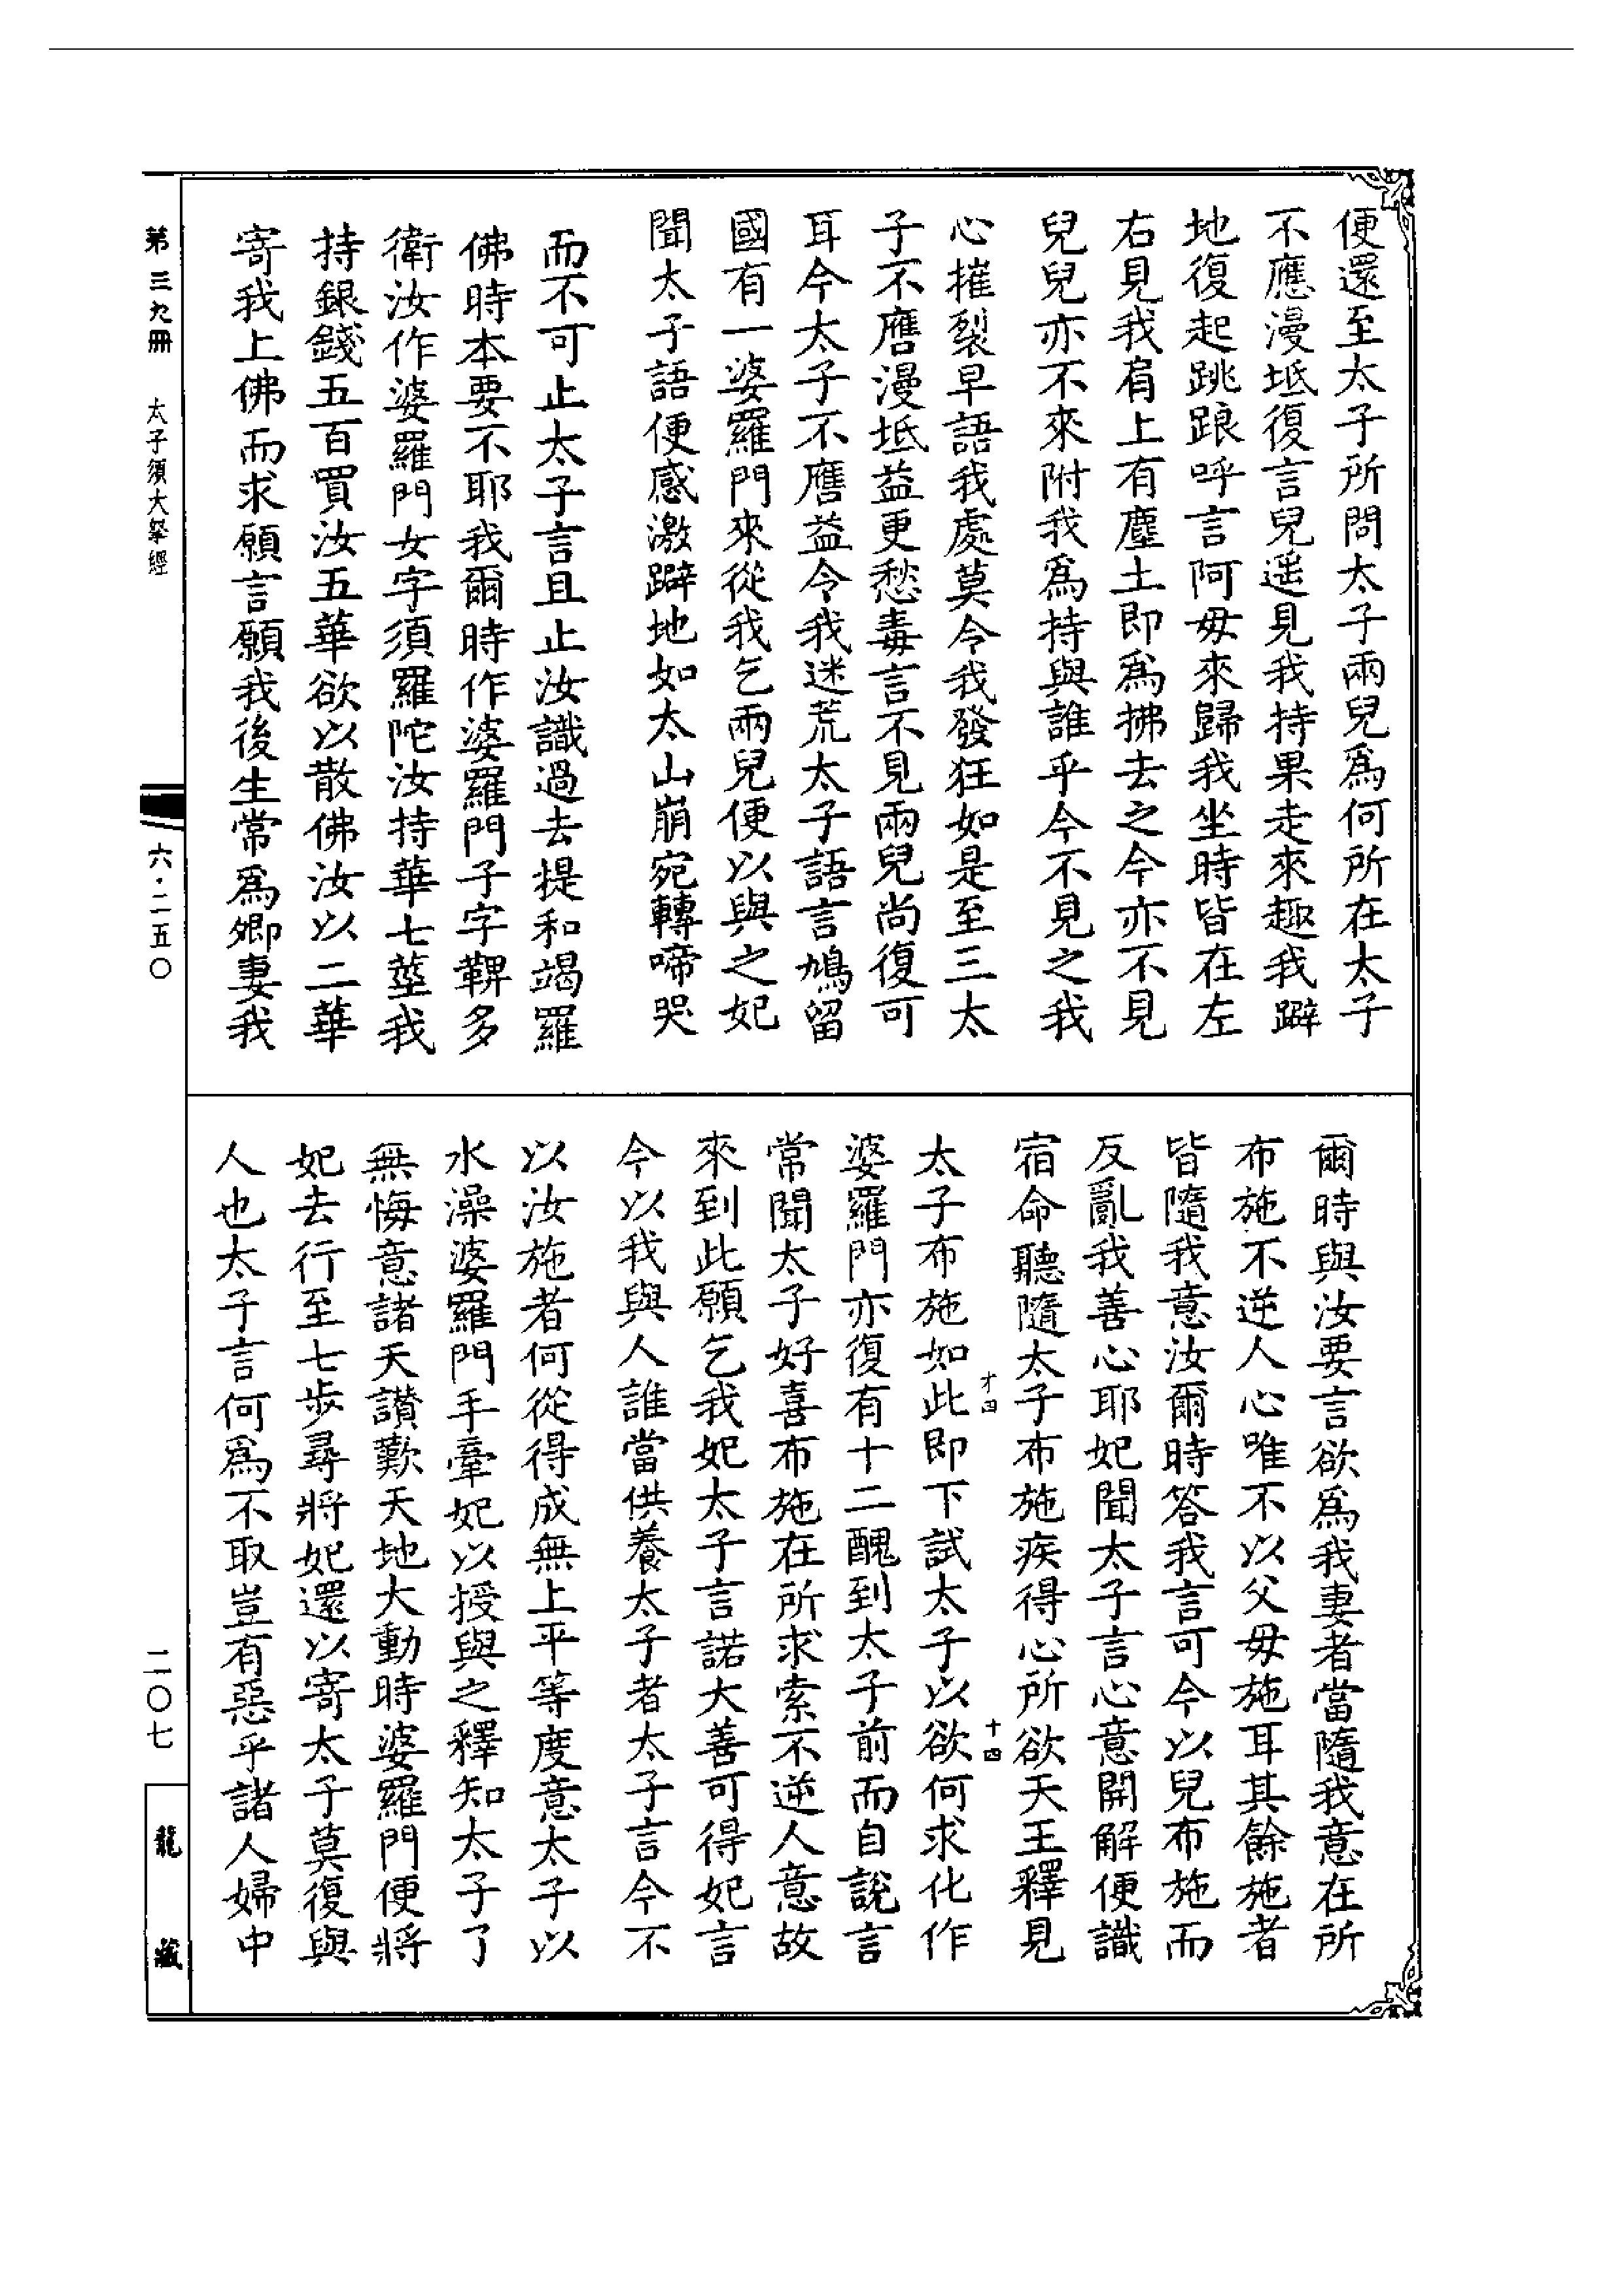 便還至太子所問太子兩兒爲何所在太子
不應漫坻復言兒遥見我持果走來趣我躃
地復起跳踉呼言阿母來歸我坐時皆在左
右見我肩上有塵土即爲拂去之今亦不見
兒兒亦不來附我爲持與誰乎今不見之我
心摧裂早語我處莫令我發狂如是至三太
子不應漫坻益更愁毒言不見兩兒尚復可
耳今太子不應益令我迷荒太子語言鳩留
國有一婆羅門來從我乞兩兒便以與之妃
聞太子語便感激躃地如太山崩宛轉啼哭
而不可止太子言且止汝識過去提和竭羅
佛時本要不耶我爾時作婆羅門子字鞞多
衛汝作婆羅門女字須羅陀汝持華七莖我
持銀錢五百買汝五華欲以散佛汝以二華
寄我上佛而求願言願我後生常爲卿妻我
爾時與汝要言欲爲我妻者當隨我意在所
布施不逆人心唯不以父母施耳其餘施者
皆隨我意汝爾時答我言可今以兒布施而
反亂我善心耶妃聞太子言心意開解便識
宿命聽隨太子布施疾得心所欲天王釋見
太子布施如此即下試太子以欲何求化作
婆羅門亦復有十二醜到太子前而自說言
常聞太子好喜布施在所求索不逆人意故
來到此願乞我妃太子言諾大善可得妃言
今以我與人誰當供養太子者太子言今不
以汝施者何從得成無上平等度意太子以
水澡婆羅門手牽妃以授與之釋知太子了
無悔意諸天讚歎天地大動時婆羅門便將
妃去行至七步尋將妃還以寄太子莫復與
人也太子言何爲不取豈有惡乎諸人婦中
才四
十四
第三九冊 太子須大拏經
六·二五〇
二〇七
龍藏